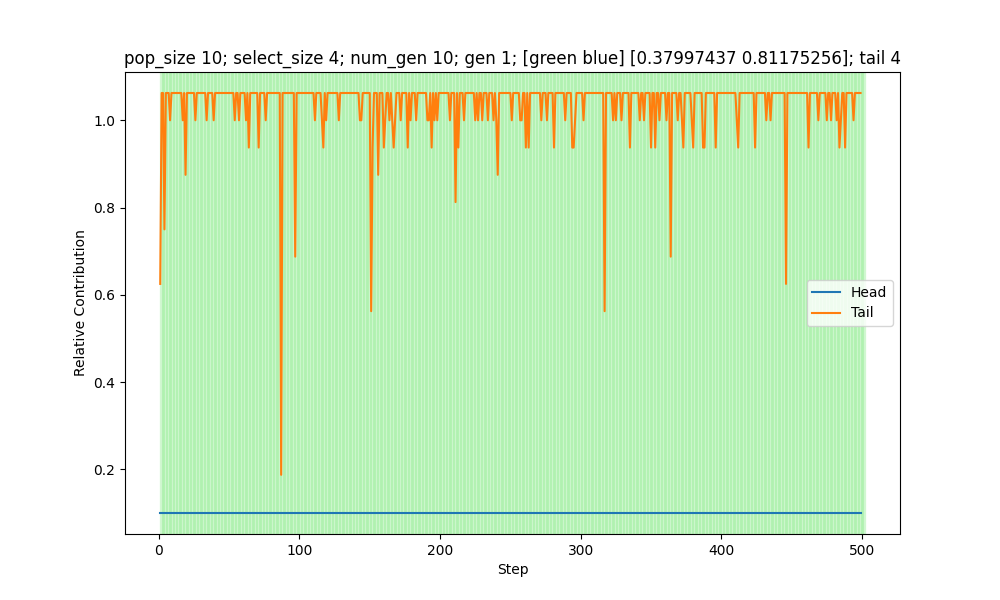 pop_size 10; select_size 4; num_gen 10; gen 1; [green blue] [0.37997437 0.81175256]; tail 4
1.0
0.8
0.6
0.4
0.2
Relative Contribution
Head
Tail
0 100 200 300 400 500
Step